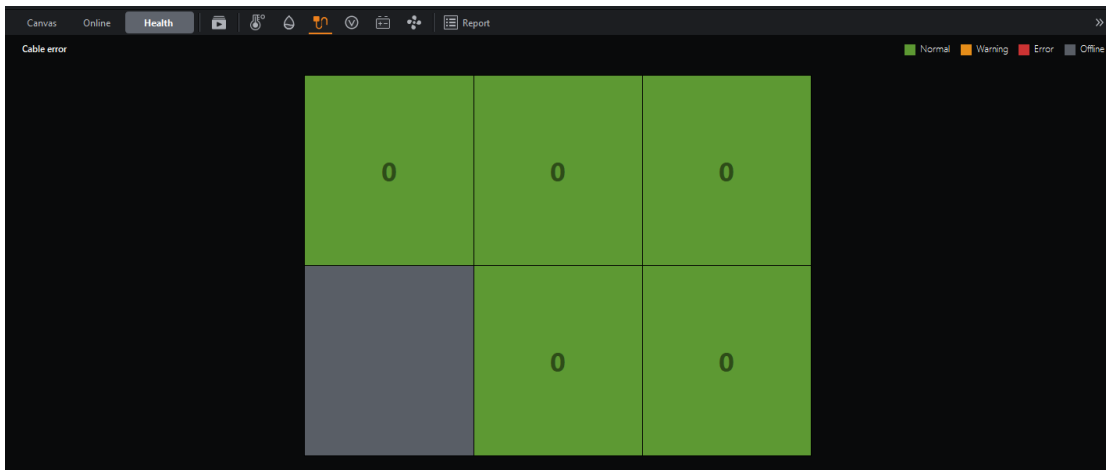 Canvas Online Health Report
Cable error Normal Warning Error Offline
0 0 0
0 0